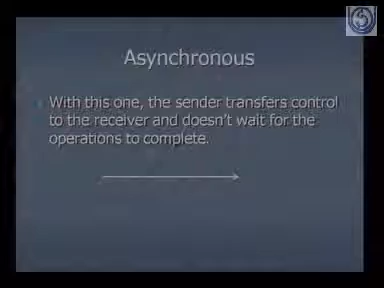 Asynchronous
With this one, the sender transfers control
to the receiver and doesn't wait for the
operations to complete.